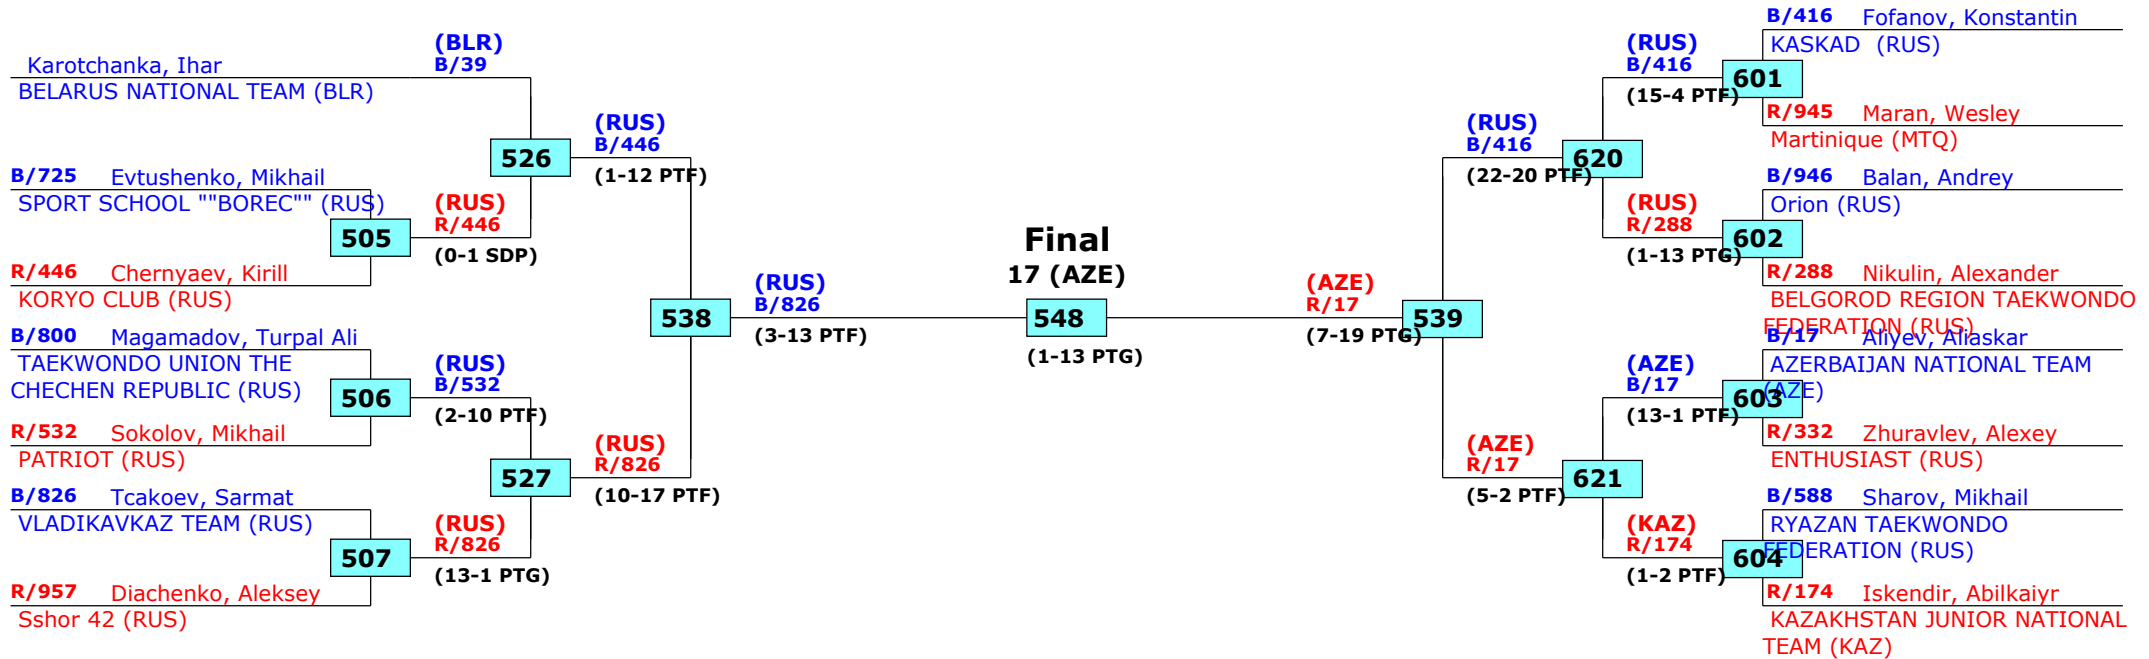 Karotchanka, Ihar
BELARUS NATIONAL TEAM (BLR)
B/725 Evtushenko, Mikhail
SPORT SCHOOL ""BOREC"" (RUS)
505
R/446 Chernyaev, Kirill
KORYO CLUB (RUS)
B/800 Magamadov, Turpal Ali
TAEKWONDO UNION THE
CHECHEN REPUBLIC (RUS)
506
R/532 Sokolov, Mikhail
PATRIOT (RUS)
B/826 Tcakoev, Sarmat
VLADIKAVKAZ TEAM (RUS)
507
R/957 Diachenko, Aleksey
Sshor 42 (RUS)
(BLR)
B/39
526
(RUS)
R/446
(0-1 SDP)
(RUS)
B/532
(2-10 PTF)
527
(RUS)
R/826
(13-1 PTG)
(RUS)
B/446
(1-12 PTF)
538
(RUS)
R/826
(10-17 PTF)
(RUS)
B/826
(3-13 PTF)
Final
17 (AZE)
548
(1-13 PTG)
(AZE)
R/17
(7-19 PTG)
539
(RUS)
B/416
(22-20 PTF)
620
(AZE)
R/17
(5-2 PTF)
621
(RUS)
B/416
(15-4 PTF)
601
(RUS)
R/288
(1-13 PTG)
602
(AZE)
B/17
(13-1 PTF)
603
(KAZ)
R/174
(1-2 PTF)
604
B/416 Fofanov, Konstantin
KASKAD (RUS)
R/945 Maran, Wesley
Martinique (MTQ)
B/946 Balan, Andrey
Orion (RUS)
R/288 Nikulin, Alexander
BELGOROD REGION TAEKWONDO
FEDERATION (RUS)
B/17 Aliyev, Aliaskar
AZERBAIJAN NATIONAL TEAM
(AZE)
R/332 Zhuravlev, Alexey
ENTHUSIAST (RUS)
B/588 Sharov, Mikhail
RYAZAN TAEKWONDO
FEDERATION (RUS)
R/174 Iskendir, Abilkaiyr
KAZAKHSTAN JUNIOR NATIONAL
TEAM (KAZ)